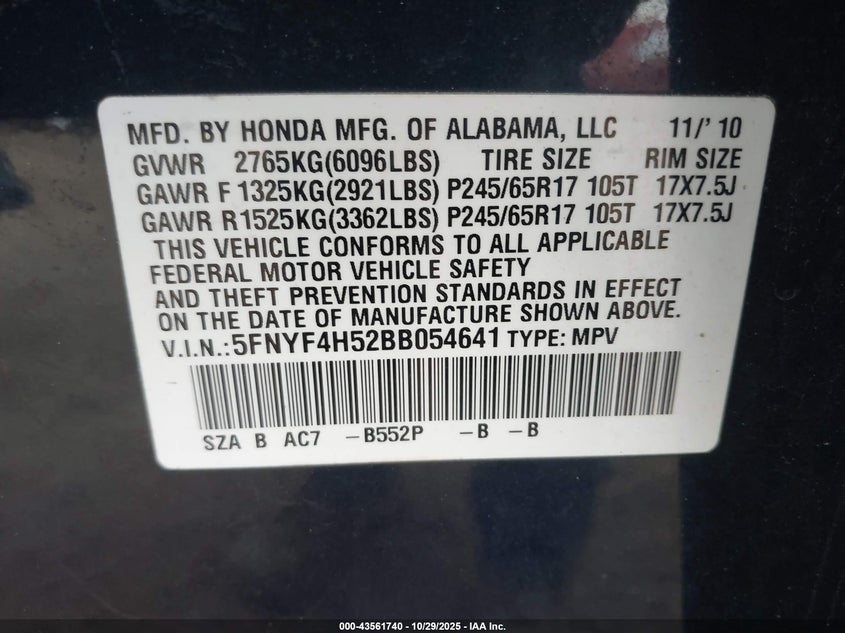 MFD. BY HONDA MFG. OF ALABAMA, LLC 11/' 10
GVWR 2765KG(6096LBS) TIRE SIZE RIM SIZE
GAWR F 1325KG(2921LBS) P245/65R17 105T 17X7.5J
GAWR R1525KG(3362LBS) P245/65R17 105T 17X7.5J
THIS VEHICLE CONFORMS TO ALL APPLICABLE
FEDERAL MOTOR VEHICLE SAFETY
AND THEFT PREVENTION STANDARDS IN EFFECT
ON THE DATE OF MANUFACTURE SHOWN ABOVE.
V.I.N.:5FNYF4H52BB054641 TYPE: MPV
SZA B AC7 -B552P -B -B
000-43561740 - 10/29/2025 - IAA Inc.